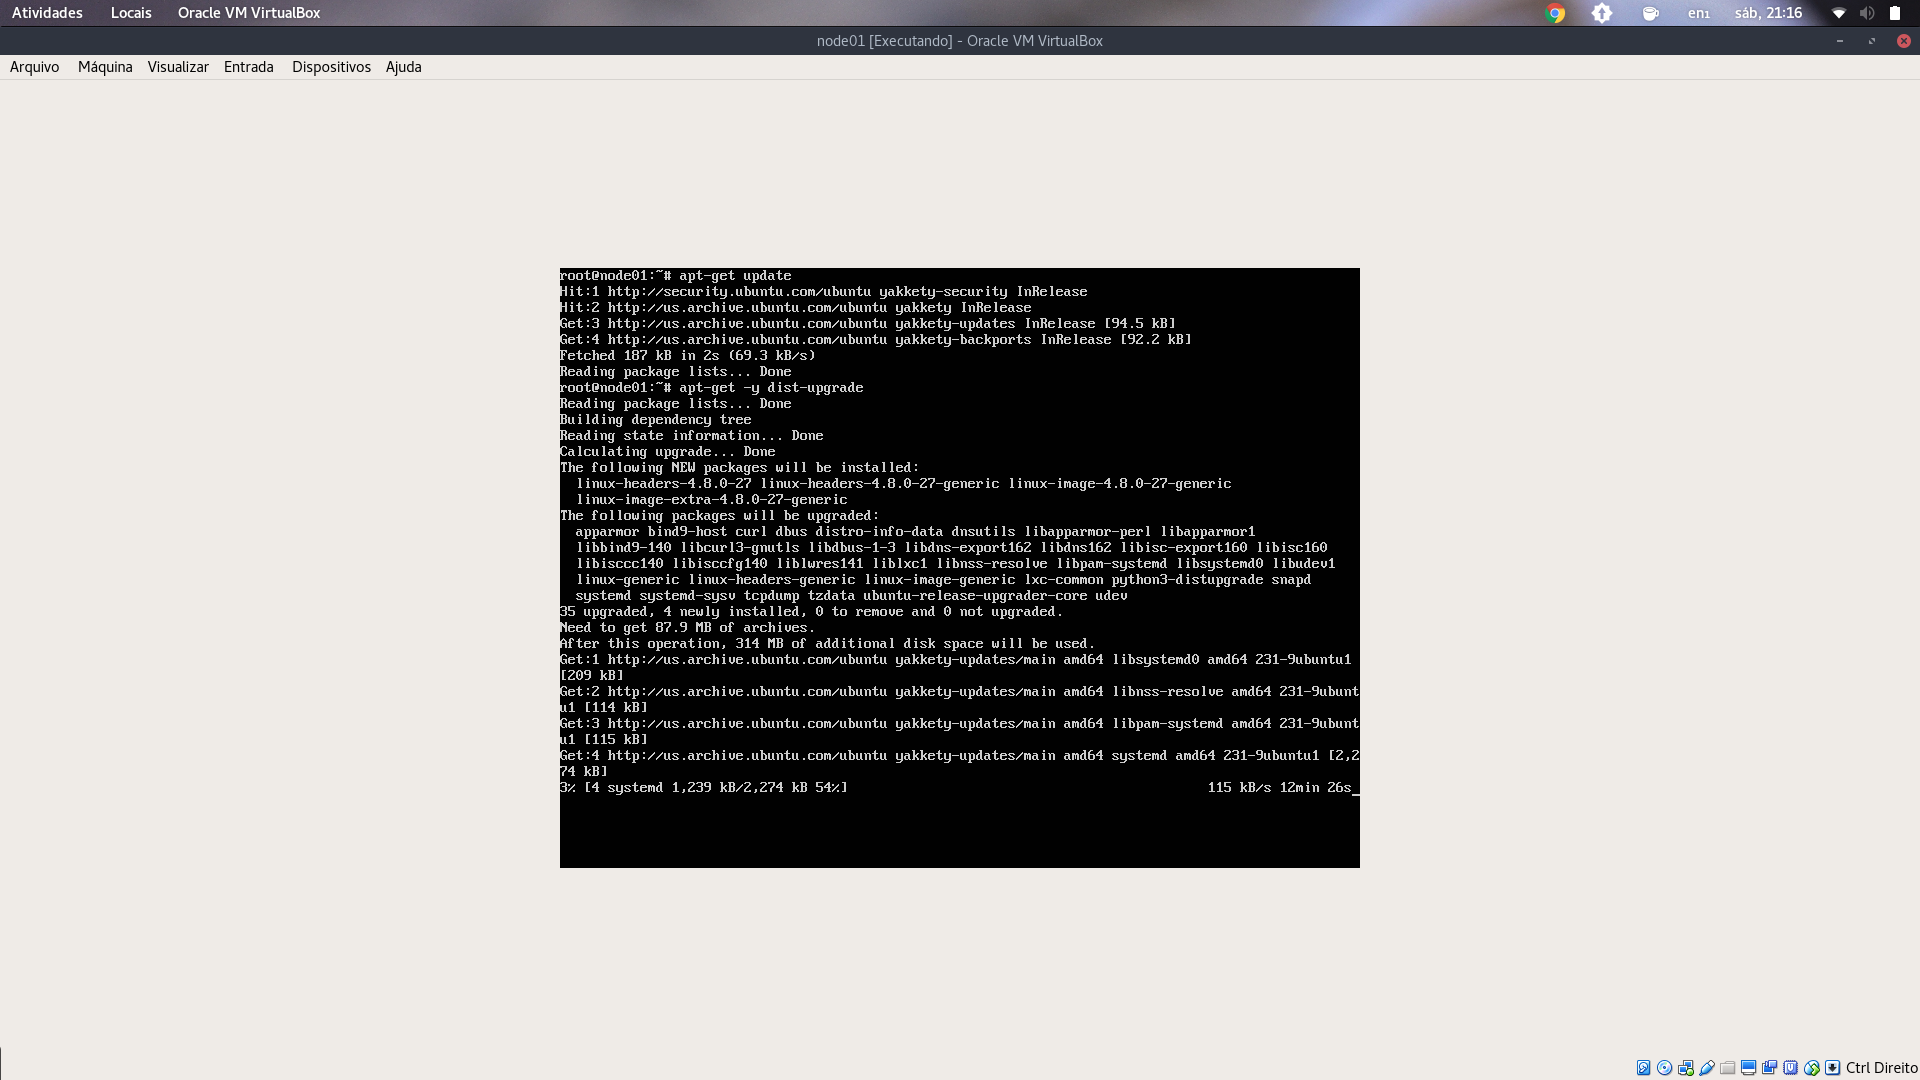 Atividades Locais Oracle VM VirtualBox en₁ sáb, 21:16
node01 [Executando] - Oracle VM VirtualBox
Arquivo Máquina Visualizar Entrada Dispositivos Ajuda
root@node01:~# apt-get update
Hit:1 http://security.ubuntu.com/ubuntu yakkety-security InRelease
Hit:2 http://us.archive.ubuntu.com/ubuntu yakkety InRelease
Get:3 http://us.archive.ubuntu.com/ubuntu yakkety-updates InRelease [94.5 kB]
Get:4 http://us.archive.ubuntu.com/ubuntu yakkety-backports InRelease [92.2 kB]
Fetched 187 kB in 2s (69.3 kB/s)
Reading package lists... Done
root@node01:~# apt-get -y dist-upgrade
Reading package lists... Done
Building dependency tree
Reading state information... Done
Calculating upgrade... Done
The following NEW packages will be installed:
  linux-headers-4.8.0-27 linux-headers-4.8.0-27-generic linux-image-4.8.0-27-generic
  linux-image-extra-4.8.0-27-generic
The following packages will be upgraded:
  apparmor bind9-host curl dbus distro-info-data dnsutils libapparmor-perl libapparmor1
  libbind9-140 libcurl3-gnutls libdbus-1-3 libdns-export162 libdns162 libisc-export160 libisc160
  libisccc140 libisccfg140 liblwres141 liblxc1 libnss-resolve libpam-systemd libsystemd0 libudev1
  linux-generic linux-headers-generic linux-image-generic lxc-common python3-distupgrade snapd
  systemd systemd-sysv tcpdump tzdata ubuntu-release-upgrader-core udev
35 upgraded, 4 newly installed, 0 to remove and 0 not upgraded.
Need to get 87.9 MB of archives.
After this operation, 314 MB of additional disk space will be used.
Get:1 http://us.archive.ubuntu.com/ubuntu yakkety-updates/main amd64 libsystemd0 amd64 231-9ubuntu1
[209 kB]
Get:2 http://us.archive.ubuntu.com/ubuntu yakkety-updates/main amd64 libnss-resolve amd64 231-9ubunt
u1 [114 kB]
Get:3 http://us.archive.ubuntu.com/ubuntu yakkety-updates/main amd64 libpam-systemd amd64 231-9ubunt
u1 [115 kB]
Get:4 http://us.archive.ubuntu.com/ubuntu yakkety-updates/main amd64 systemd amd64 231-9ubuntu1 [2,2
74 kB]
3% [4 systemd 1,239 kB/2,274 kB 54%] 115 kB/s 12min 26s_
Ctrl Direito